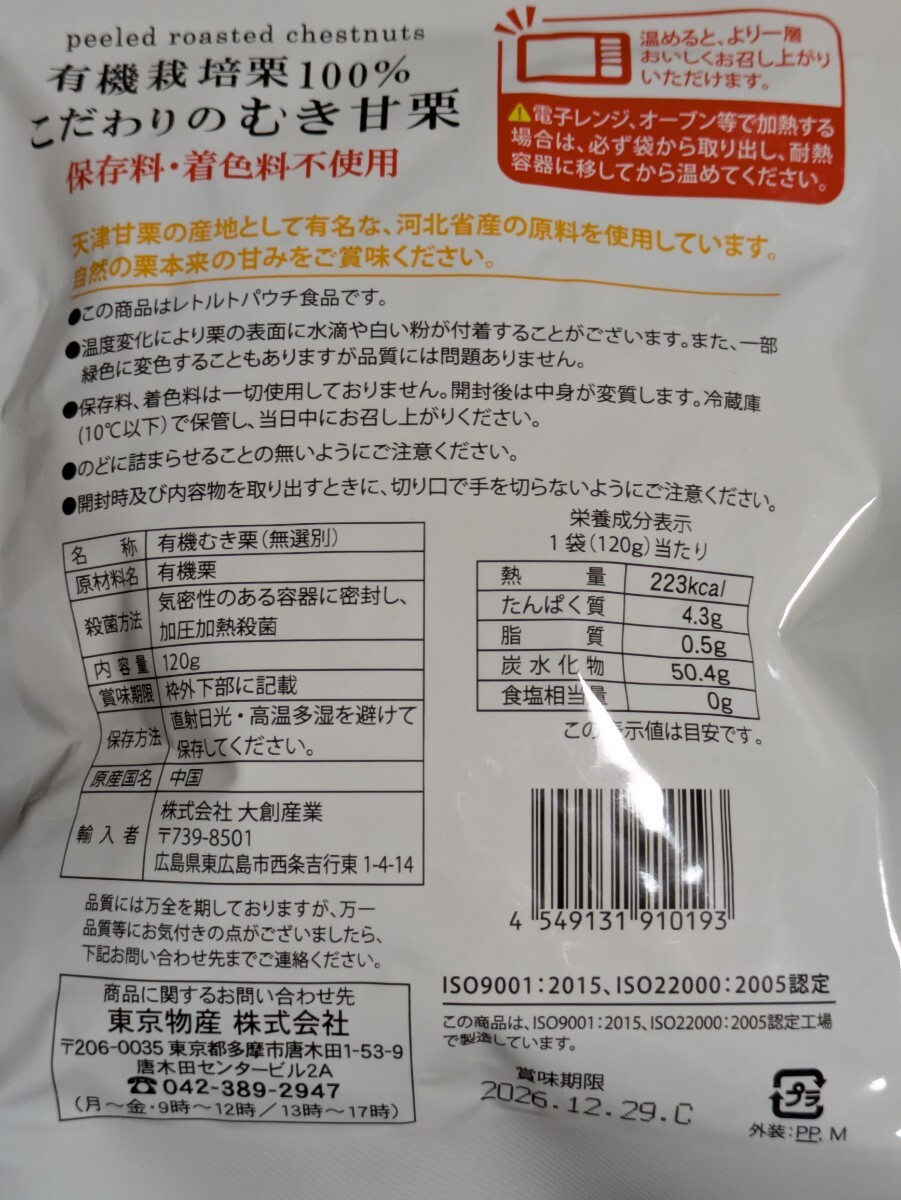 peeled roasted chestnuts
有機栽培栗100%
こだわりのむき甘栗
保存料・着色料不使用
温めると、より一層
おいしくお召し上がり
いただけます。
電子レンジ、オーブン等で加熱する
場合は、必ず袋から取り出し、耐熱
容器に移してから温めてください。
天津甘栗の産地として有名な、河北省産の原料を使用しています。
自然の栗本来の甘みをご賞味ください。
●この商品はレトルトパウチ食品です。
●温度変化により栗の表面に水滴や白い粉が付着することがございます。また、一部
緑色に変色することもありますが品質には問題ありません。
●保存料、着色料は一切使用しておりません。開封後は中身が変質します。冷蔵庫
(10℃以下)で保管し、当日中にお召し上がりください。
●のどに詰まらせることの無いようにご注意ください。
●開封時及び内容物を取り出すときに、切り口で手を切らないようにご注意ください。
名称 有機むき栗(無選別)
原材料名 有機栗
殺菌方法 気密性のある容器に密封し、
加圧加熱殺菌
内容量 120g
賞味期限 枠外下部に記載
保存方法 直射日光・高温多湿を避けて
保存してください。
原産国名 中国
輸入者 株式会社 大創産業
〒739-8501
広島県東広島市西条吉行東 1-4-14
栄養成分表示
1袋(120g)当たり
熱量 223kcal
たんぱく質 4.3g
脂質 0.5g
炭水化物 50.4g
食塩相当量 0g
この表示値は目安です。
4 549131 910193
品質には万全を期しておりますが、万一
品質等にお気付きの点がございましたら、
下記お問い合わせ先までご連絡ください。
商品に関するお問い合わせ先
東京物産 株式会社
〒206-0035 東京都多摩市唐木田1-53-9
唐木田センタービル2A
☎042-389-2947
(月~金・9時~12時/13時~17時)
ISO9001:2015、ISO22000:2005認定
この商品は、ISO9001:2015、ISO22000:2005認定工場
で製造しています。
賞味期限
2026.12.29.C
プラ
外装:PP, M